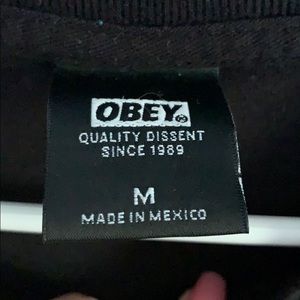 OBEY®
QUALITY DISSENT
SINCE 1989
M
MADE IN MEXICO